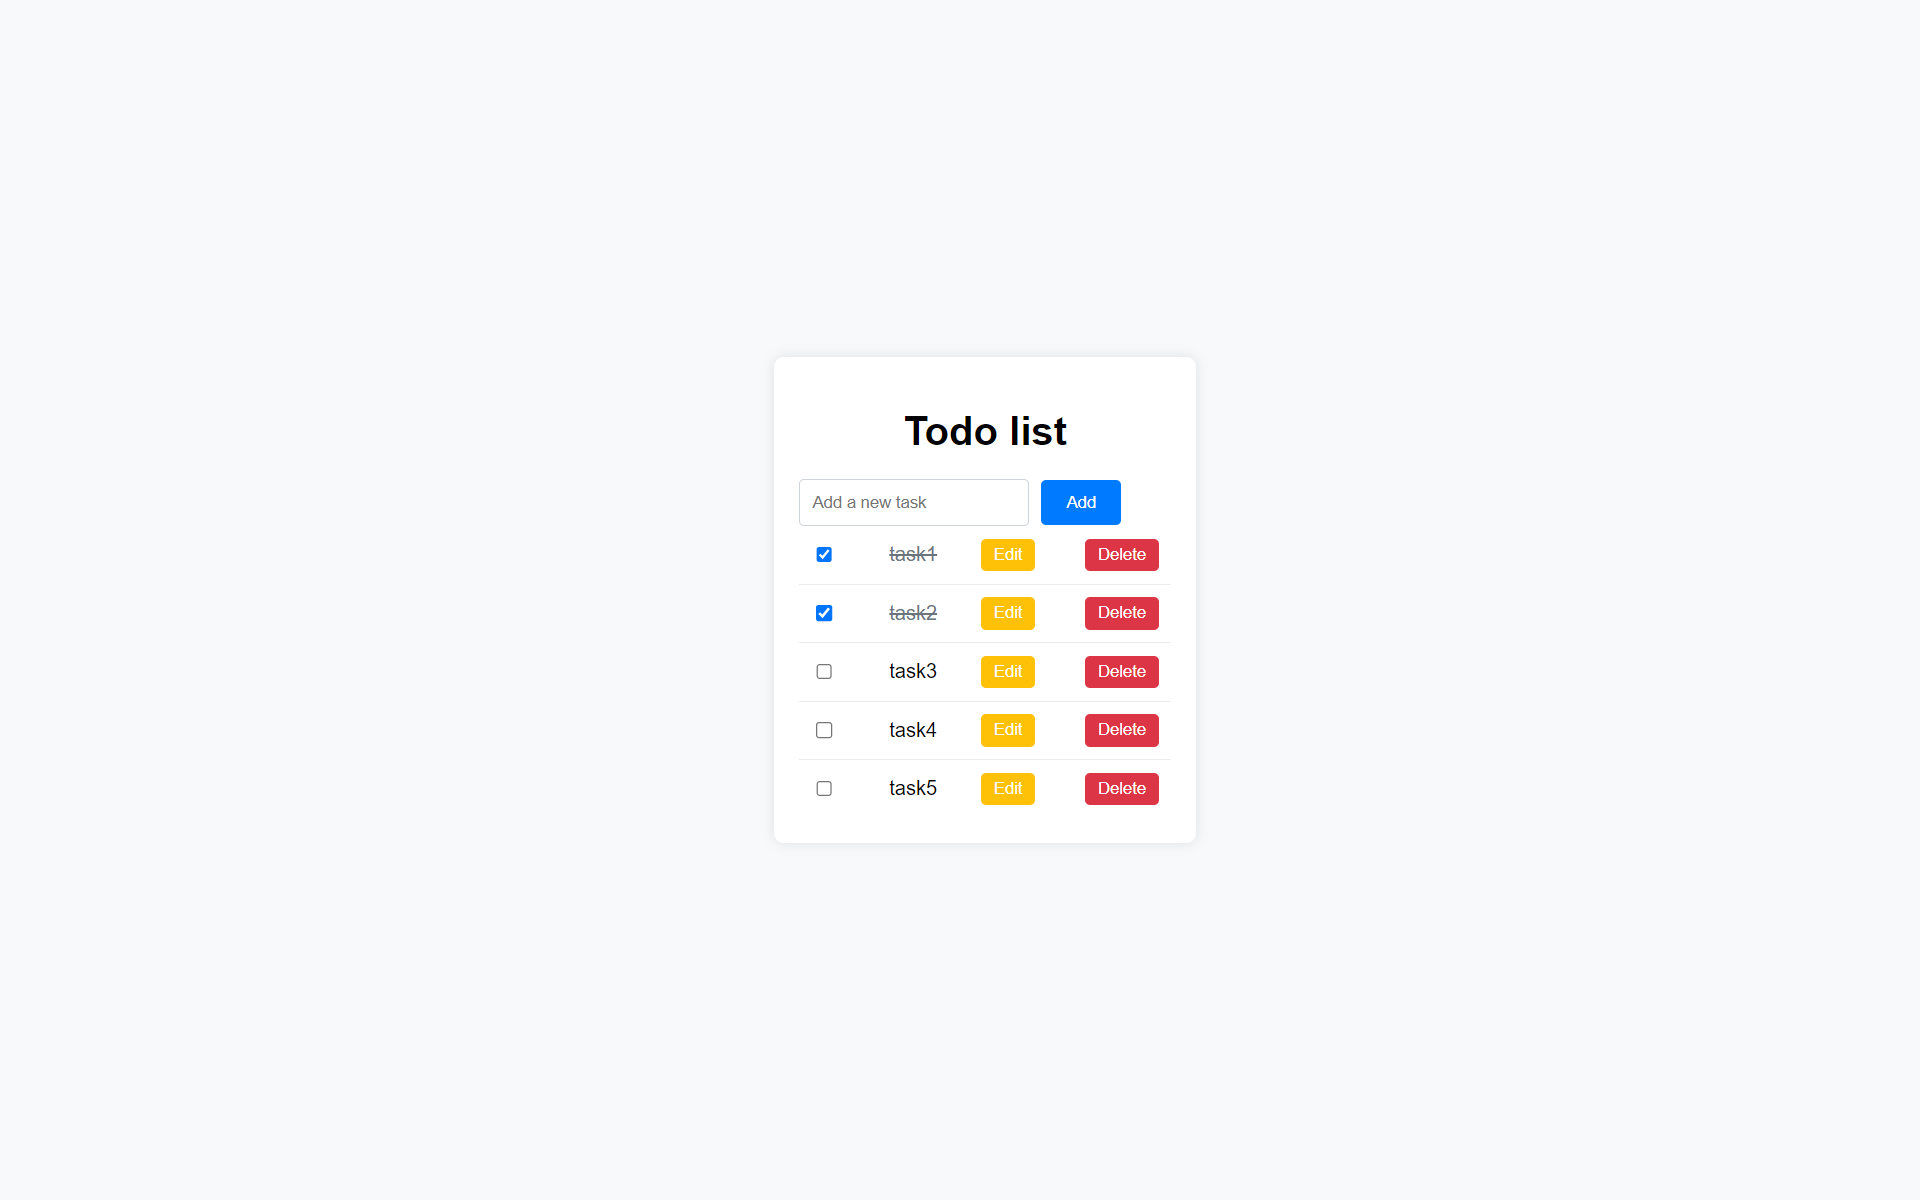 Todo list
Add a new task Add
task1 Edit Delete
task2 Edit Delete
task3 Edit Delete
task4 Edit Delete
task5 Edit Delete